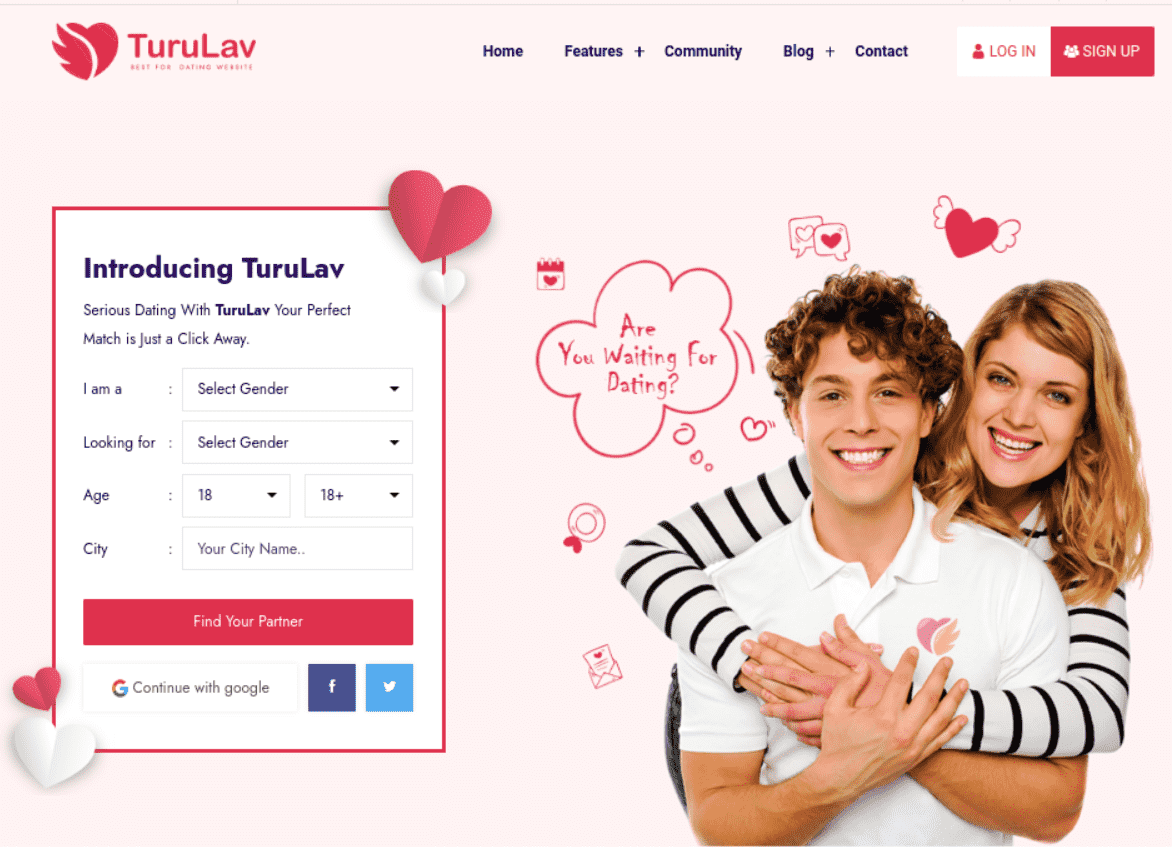 TuruLav
BEST FOR DATING WEBSITE
Home Features + Community Blog + Contact LOG IN SIGN UP
Introducing TuruLav
Serious Dating With TuruLav Your Perfect
Match is Just a Click Away.
I am a : Select Gender
Looking for : Select Gender
Age : 18 18+
City : Your City Name..
Find Your Partner
Continue with google
Are
You Waiting For
Dating?